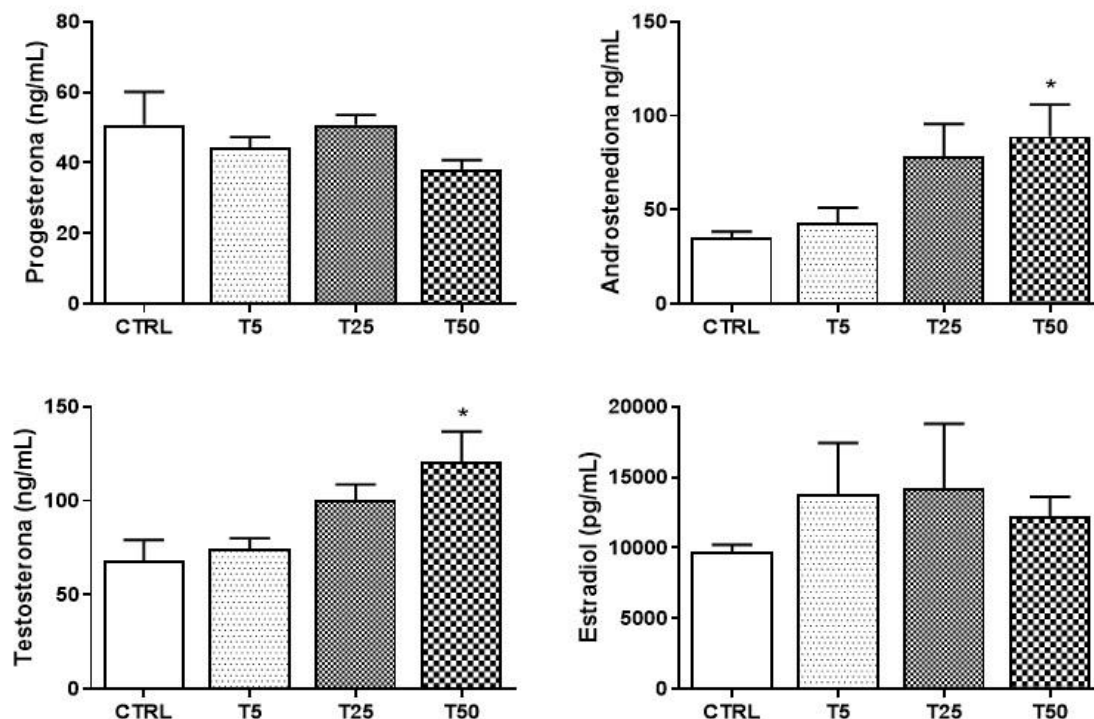 Progesterona (ng/mL)
80
60
40
20
0
CTRL T5 T25 T50
Androstenediona ng/mL
150
100
50
0
*
CTRL T5 T25 T50
Testosterona (ng/mL)
150
100
50
0
*
CTRL T5 T25 T50
Estradiol (pg/mL)
20000
15000
10000
5000
0
CTRL T5 T25 T50